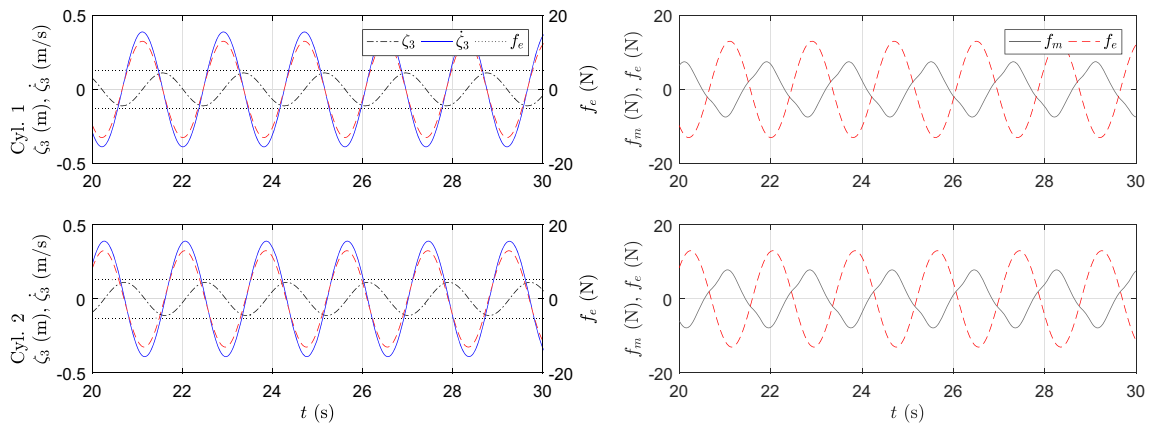 0.5 20 20
ζ₃ ζ̇₃ fₑ fₘ fₑ
Cyl. 1
ζ₃ (m), ζ̇₃ (m/s)
0 0 0
fₑ (N)
fₘ (N), fₑ (N)
-0.5 -20 -20
20 22 24 26 28 30 20 22 24 26 28 30
0.5 20 20
Cyl. 2
ζ₃ (m), ζ̇₃ (m/s)
0 0 0
fₑ (N)
fₘ (N), fₑ (N)
-0.5 -20 -20
20 22 24 26 28 30 20 22 24 26 28 30
t (s) t (s)